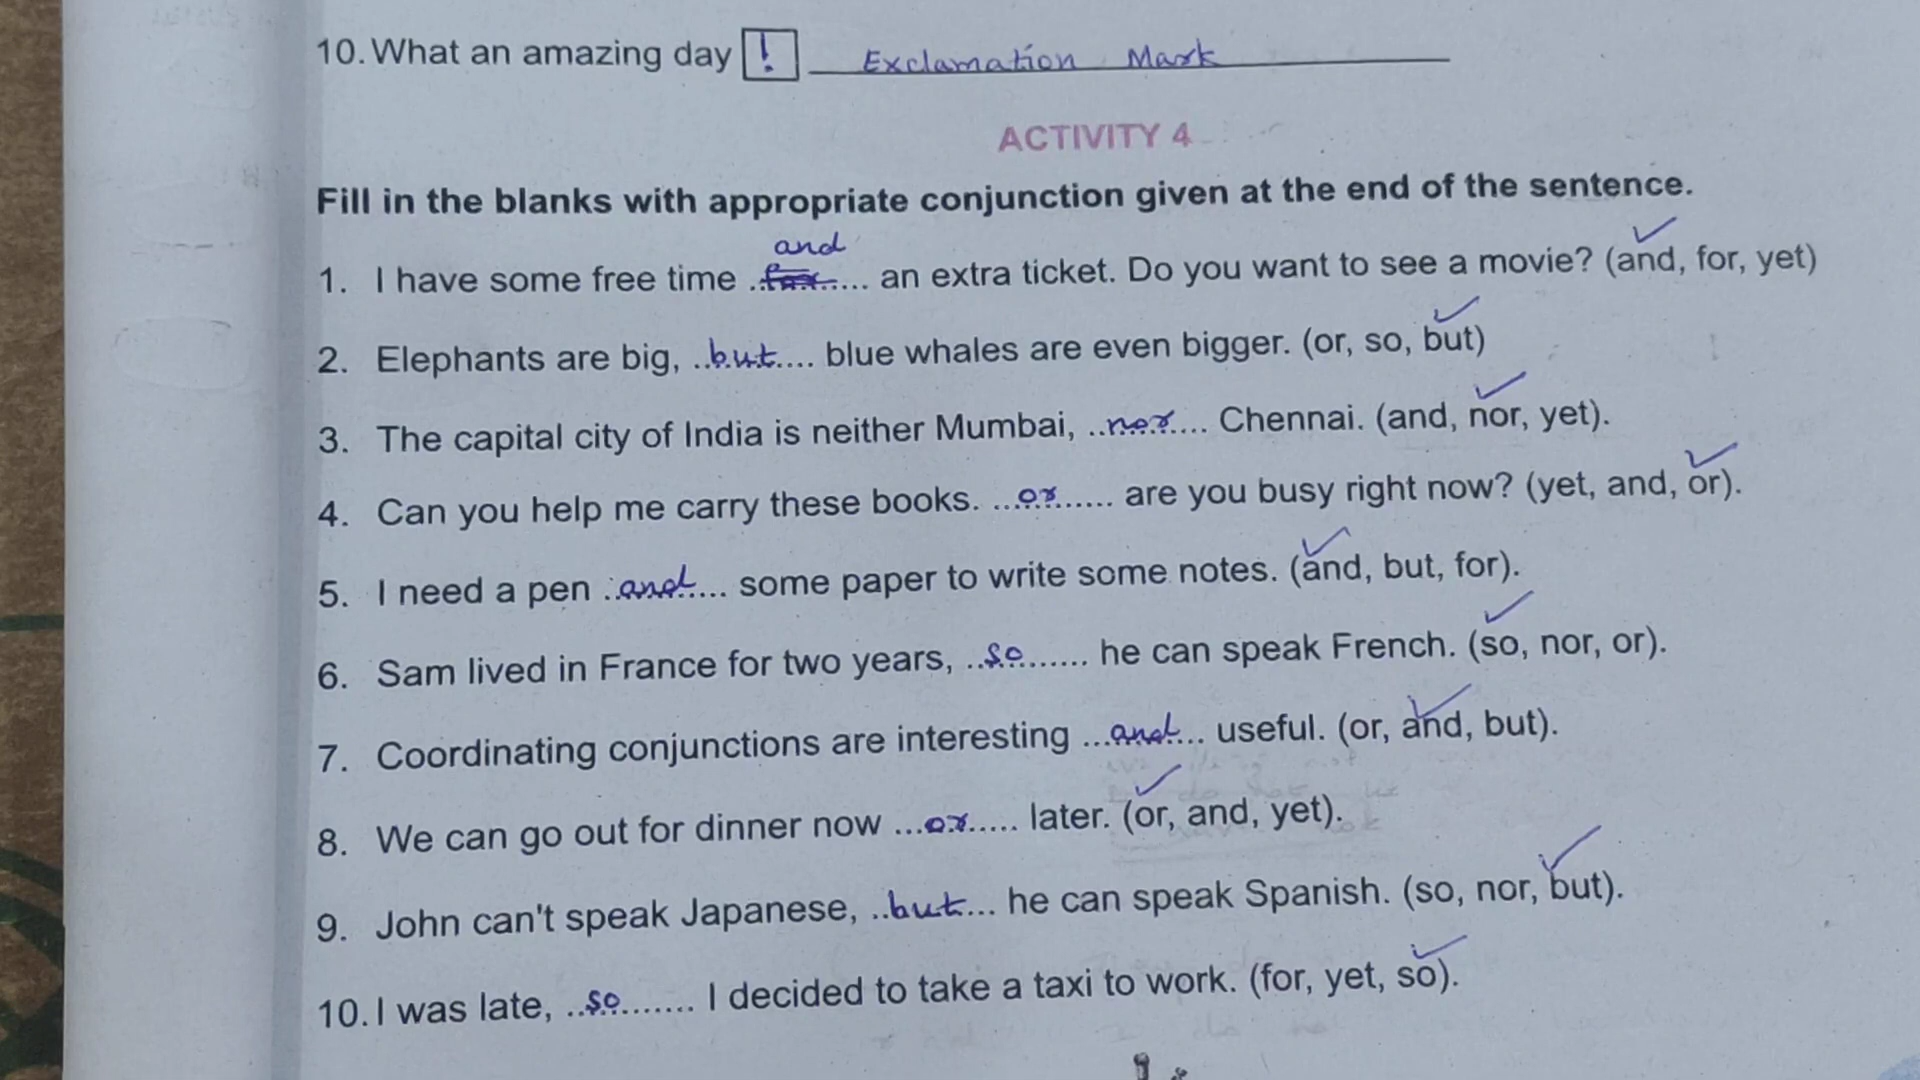 10. What an amazing day ! Exclamation Mark
ACTIVITY 4
Fill in the blanks with appropriate conjunction given at the end of the sentence.
and
1. I have some free time ........ an extra ticket. Do you want to see a movie? (and, for, yet)
2. Elephants are big, ..but.... blue whales are even bigger. (or, so, but)
3. The capital city of India is neither Mumbai, ..nor.... Chennai. (and, nor, yet).
4. Can you help me carry these books. ...or...... are you busy right now? (yet, and, or).
5. I need a pen ..and.... some paper to write some notes. (and, but, for).
6. Sam lived in France for two years, ..so...... he can speak French. (so, nor, or).
7. Coordinating conjunctions are interesting ...and... useful. (or, and, but).
8. We can go out for dinner now ...or..... later. (or, and, yet).
9. John can't speak Japanese, ..but... he can speak Spanish. (so, nor, but).
10. I was late, ..so....... I decided to take a taxi to work. (for, yet, so).